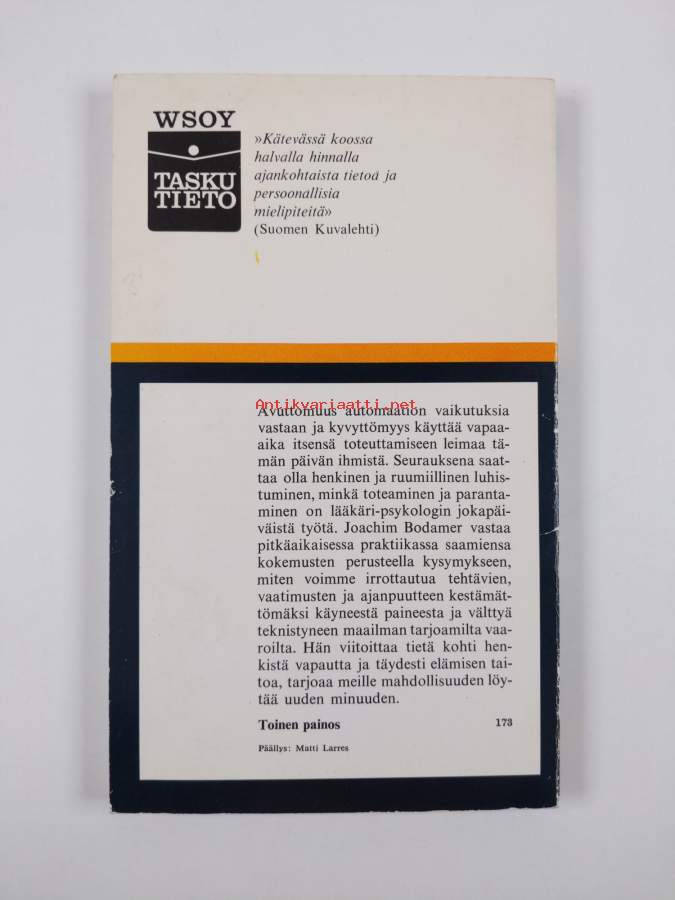 WSOY
TASKU
TIETO
»Kätevässä koossa
halvalla hinnalla
ajankohtaista tietoa ja
persoonallisia
mielipiteitä»
(Suomen Kuvalehti)
Antikvariaatti.net
Avuttomuus automaation vaikutuksia
vastaan ja kyvyttömyys käyttää vapaa-
aika itsensä toteuttamiseen leimaa tä-
män päivän ihmistä. Seurauksena saat-
taa olla henkinen ja ruumiillinen luhis-
tuminen, minkä toteaminen ja paranta-
minen on lääkäri-psykologin jokapäi-
väistä työtä. Joachim Bodamer vastaa
pitkäaikaisessa praktiikassa saamiensa
kokemusten perusteella kysymykseen,
miten voimme irrottautua tehtävien,
vaatimusten ja ajanpuutteen kestämät-
tömäksi käyneestä paineesta ja välttyä
teknistyneen maailman tarjoamilta vaa-
roilta. Hän viitoittaa tietä kohti hen-
kistä vapautta ja täydesti elämisen tai-
toa, tarjoaa meille mahdollisuuden löy-
tää uuden minuuden.
Toinen painos 173
Päällys: Matti Larres